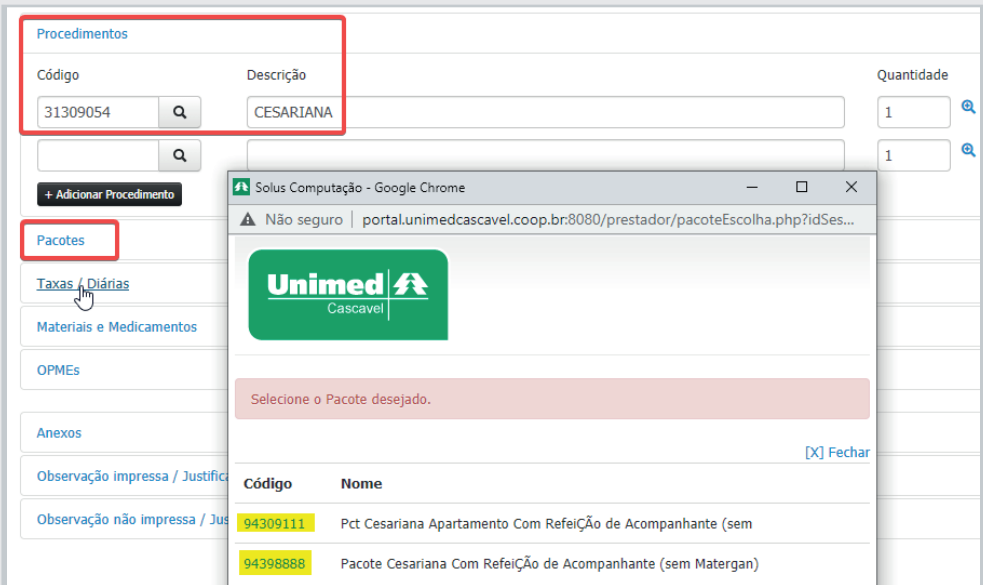 Procedimentos
Código Descrição Quantidade
31309054 CESARIANA 1
1
+ Adicionar Procedimento
Pacotes
Taxas / Diárias
Materiais e Medicamentos
OPMEs
Anexos
Observação impressa / Justifica
Observação não impressa / Jus
Solus Computação - Google Chrome
Não seguro | portal.unimedcascavel.coop.br:8080/prestador/pacoteEscolha.php?idSes...
Unimed
Cascavel
Selecione o Pacote desejado.
[X] Fechar
Código Nome
94309111 Pct Cesariana Apartamento Com RefeiÇÃo de Acompanhante (sem
94398888 Pacote Cesariana Com RefeiÇÃo de Acompanhante (sem Matergan)